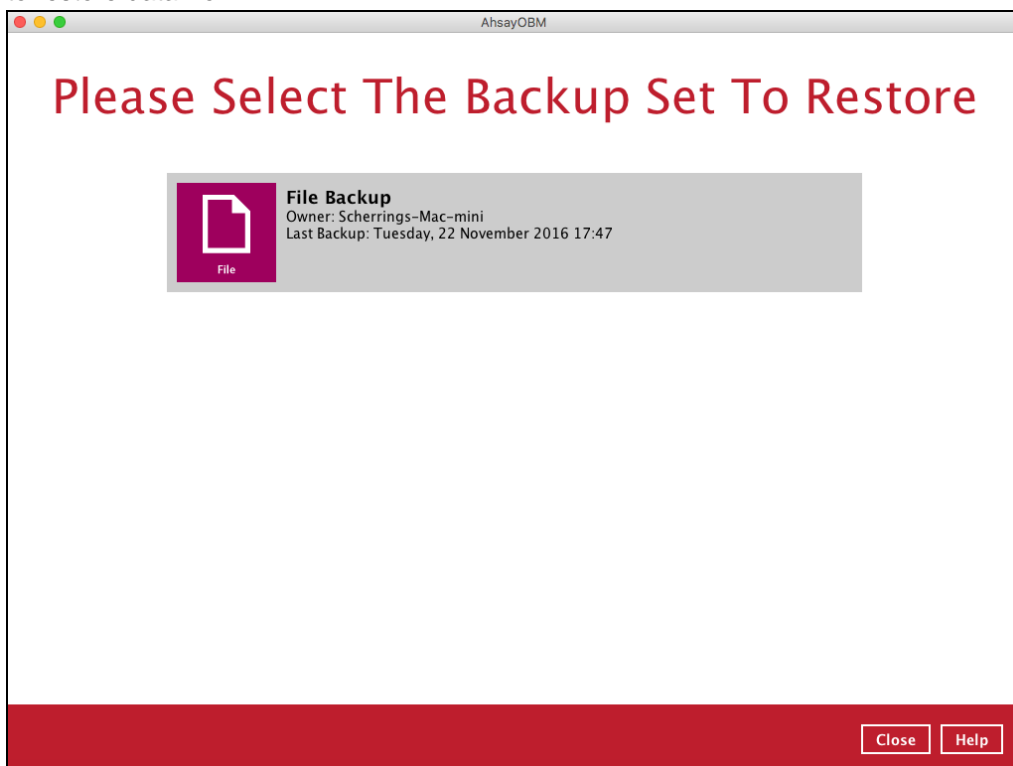 AhsayOBM
Please Select The Backup Set To Restore
File Backup
Owner: Scherrings-Mac-mini
Last Backup: Tuesday, 22 November 2016 17:47
File
Close Help